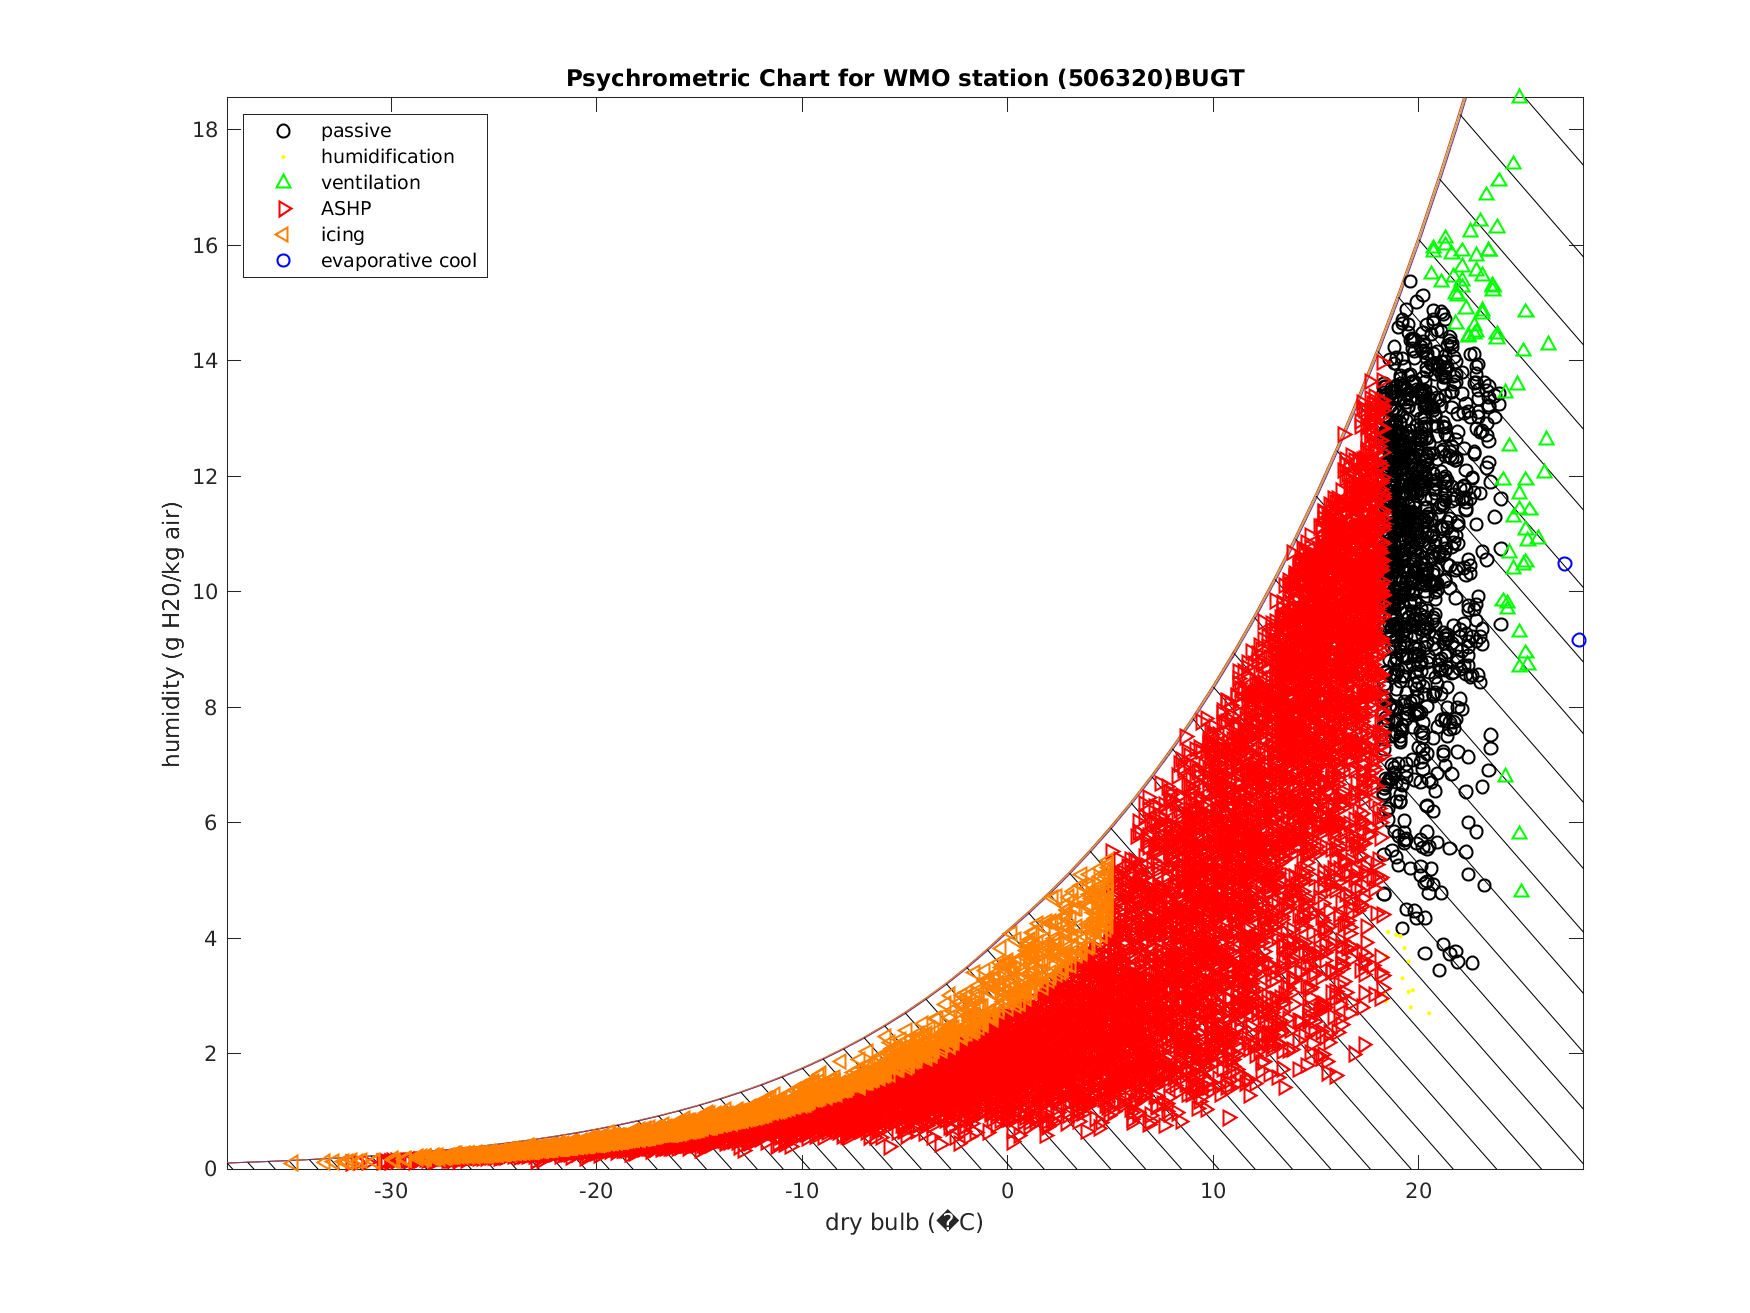 Psychrometric Chart for WMO station (506320)BUGT
passive
humidification
ventilation
ASHP
icing
evaporative cool
18
16
14
12
10
8
6
4
2
0
humidity (g H20/kg air)
-30 -20 -10 0 10 20
dry bulb (�C)